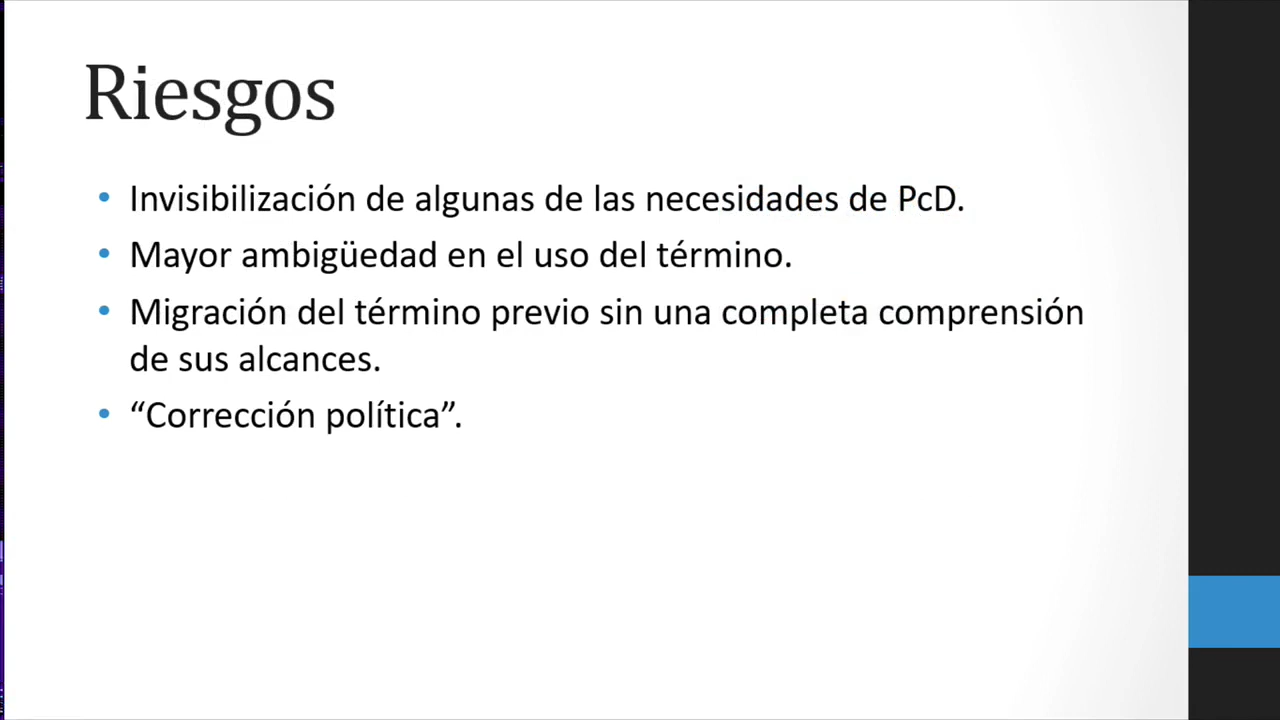 Riesgos
• Invisibilización de algunas de las necesidades de PcD.
• Mayor ambigüedad en el uso del término.
• Migración del término previo sin una completa comprensión
de sus alcances.
• “Corrección política”.